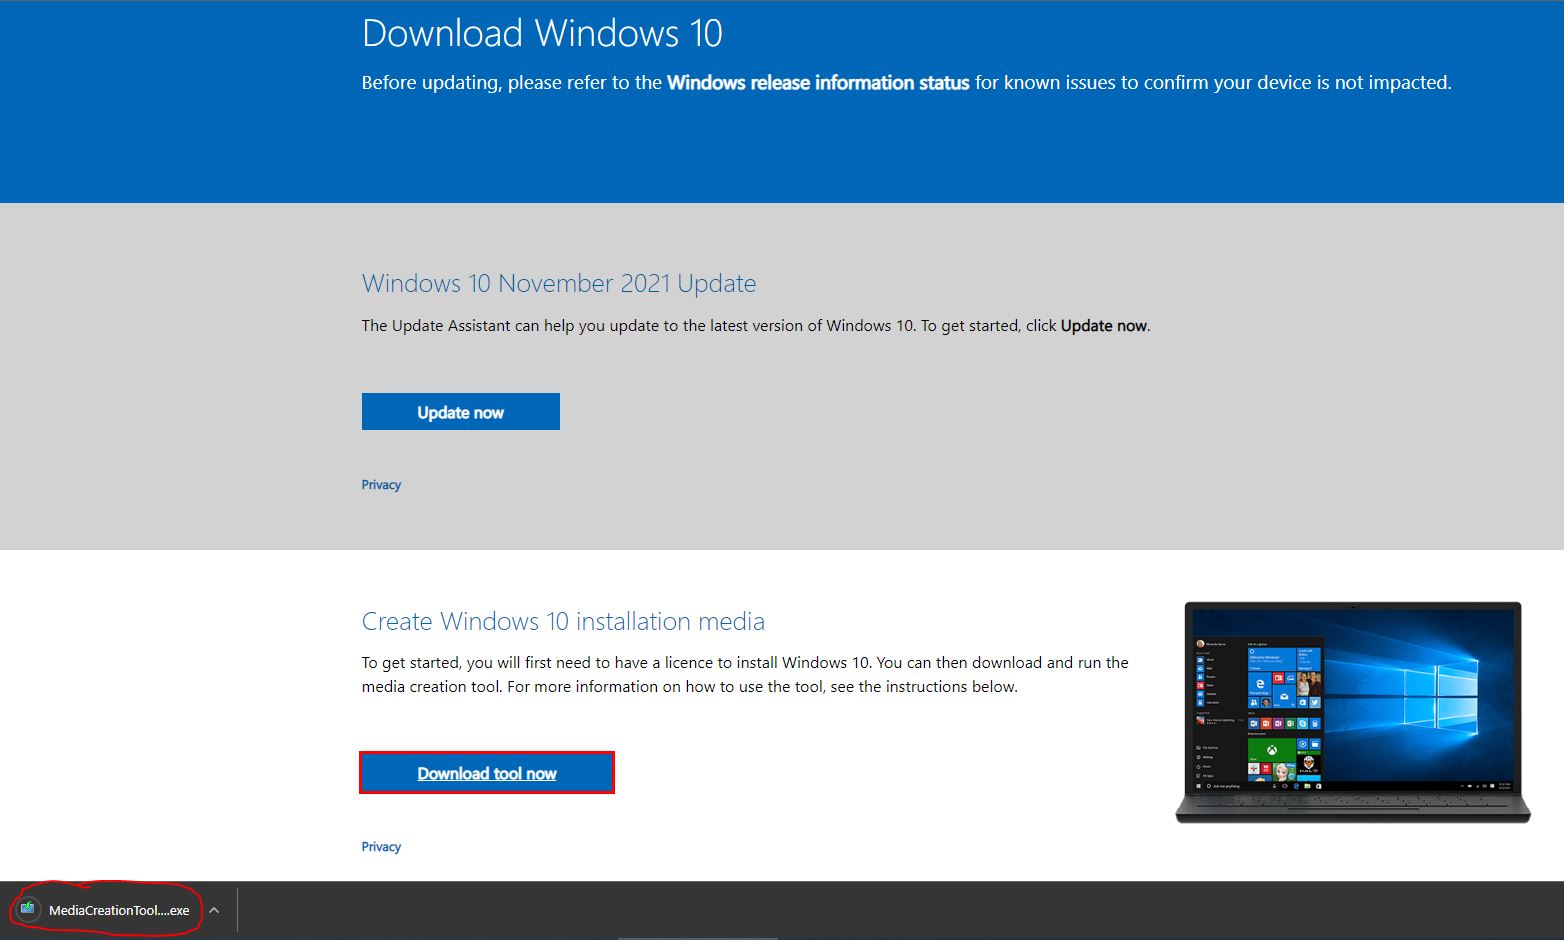 Download Windows 10
Before updating, please refer to the Windows release information status for known issues to confirm your device is not impacted.
Windows 10 November 2021 Update
The Update Assistant can help you update to the latest version of Windows 10. To get started, click Update now.
Update now
Privacy
Create Windows 10 installation media
To get started, you will first need to have a licence to install Windows 10. You can then download and run the
media creation tool. For more information on how to use the tool, see the instructions below.
Download tool now
Privacy
MediaCreationTool....exe